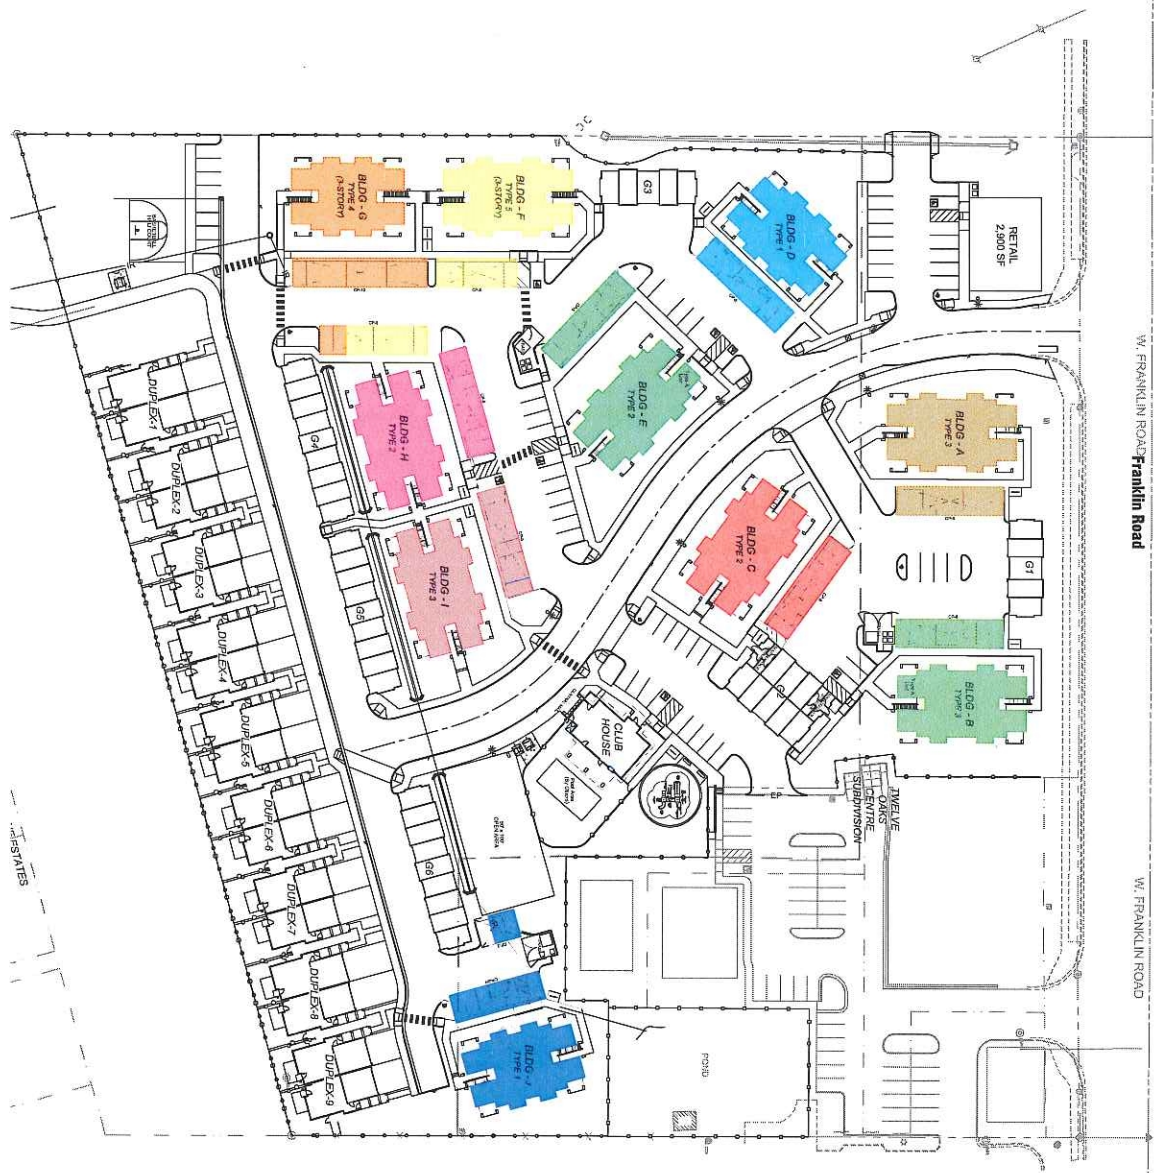 BLDG - G
TYPE 4
(3-STORY)
BLDG - F
TYPE 5
(3-STORY)
G3
BLDG - D
TYPE 1
RETAIL
2,900 SF
W. FRANKLIN ROAD
Franklin Road
BLDG - E
TYPE 2
BLDG - A
TYPE 3
BLDG - H
TYPE 2
G4
DUPLEX-1
DUPLEX-2
BLDG - C
TYPE 2
G1
BLDG - I
TYPE 3
G5
DUPLEX-3
DUPLEX-4
G2
BLDG - B
TYPE 3
CLUB
HOUSE
DUPLEX-5
TWELVE
OAKS
CENTRE
SUBDIVISION
OPEN AREA
G6
DUPLEX-6
ESTATES
DUPLEX-7
W. FRANKLIN ROAD
DUPLEX-8
BLDG - J
TYPE 1
DUPLEX-9
POND